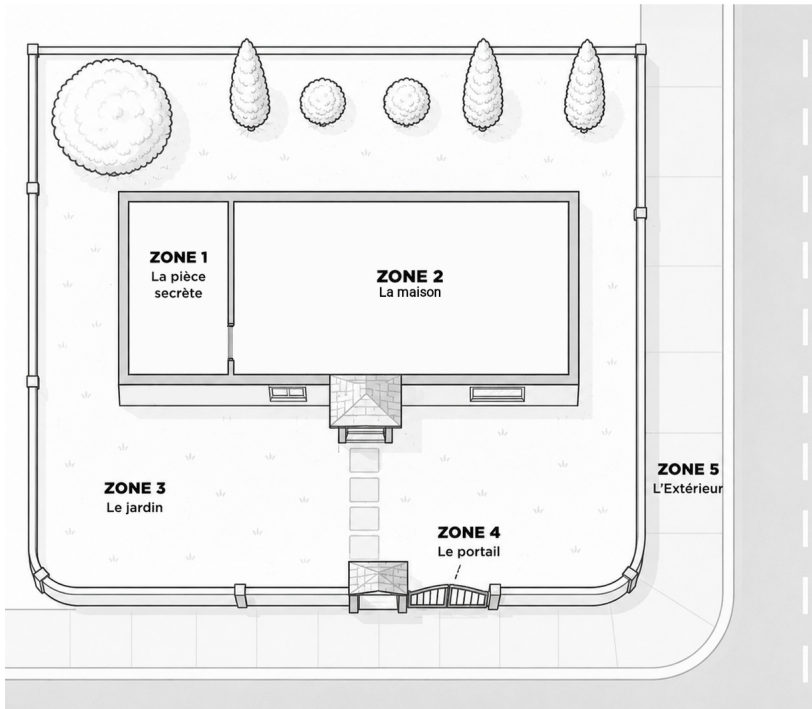 ZONE 1
La pièce
secrète
ZONE 2
La maison
ZONE 3
Le jardin
ZONE 4
Le portail
ZONE 5
L'Extérieur